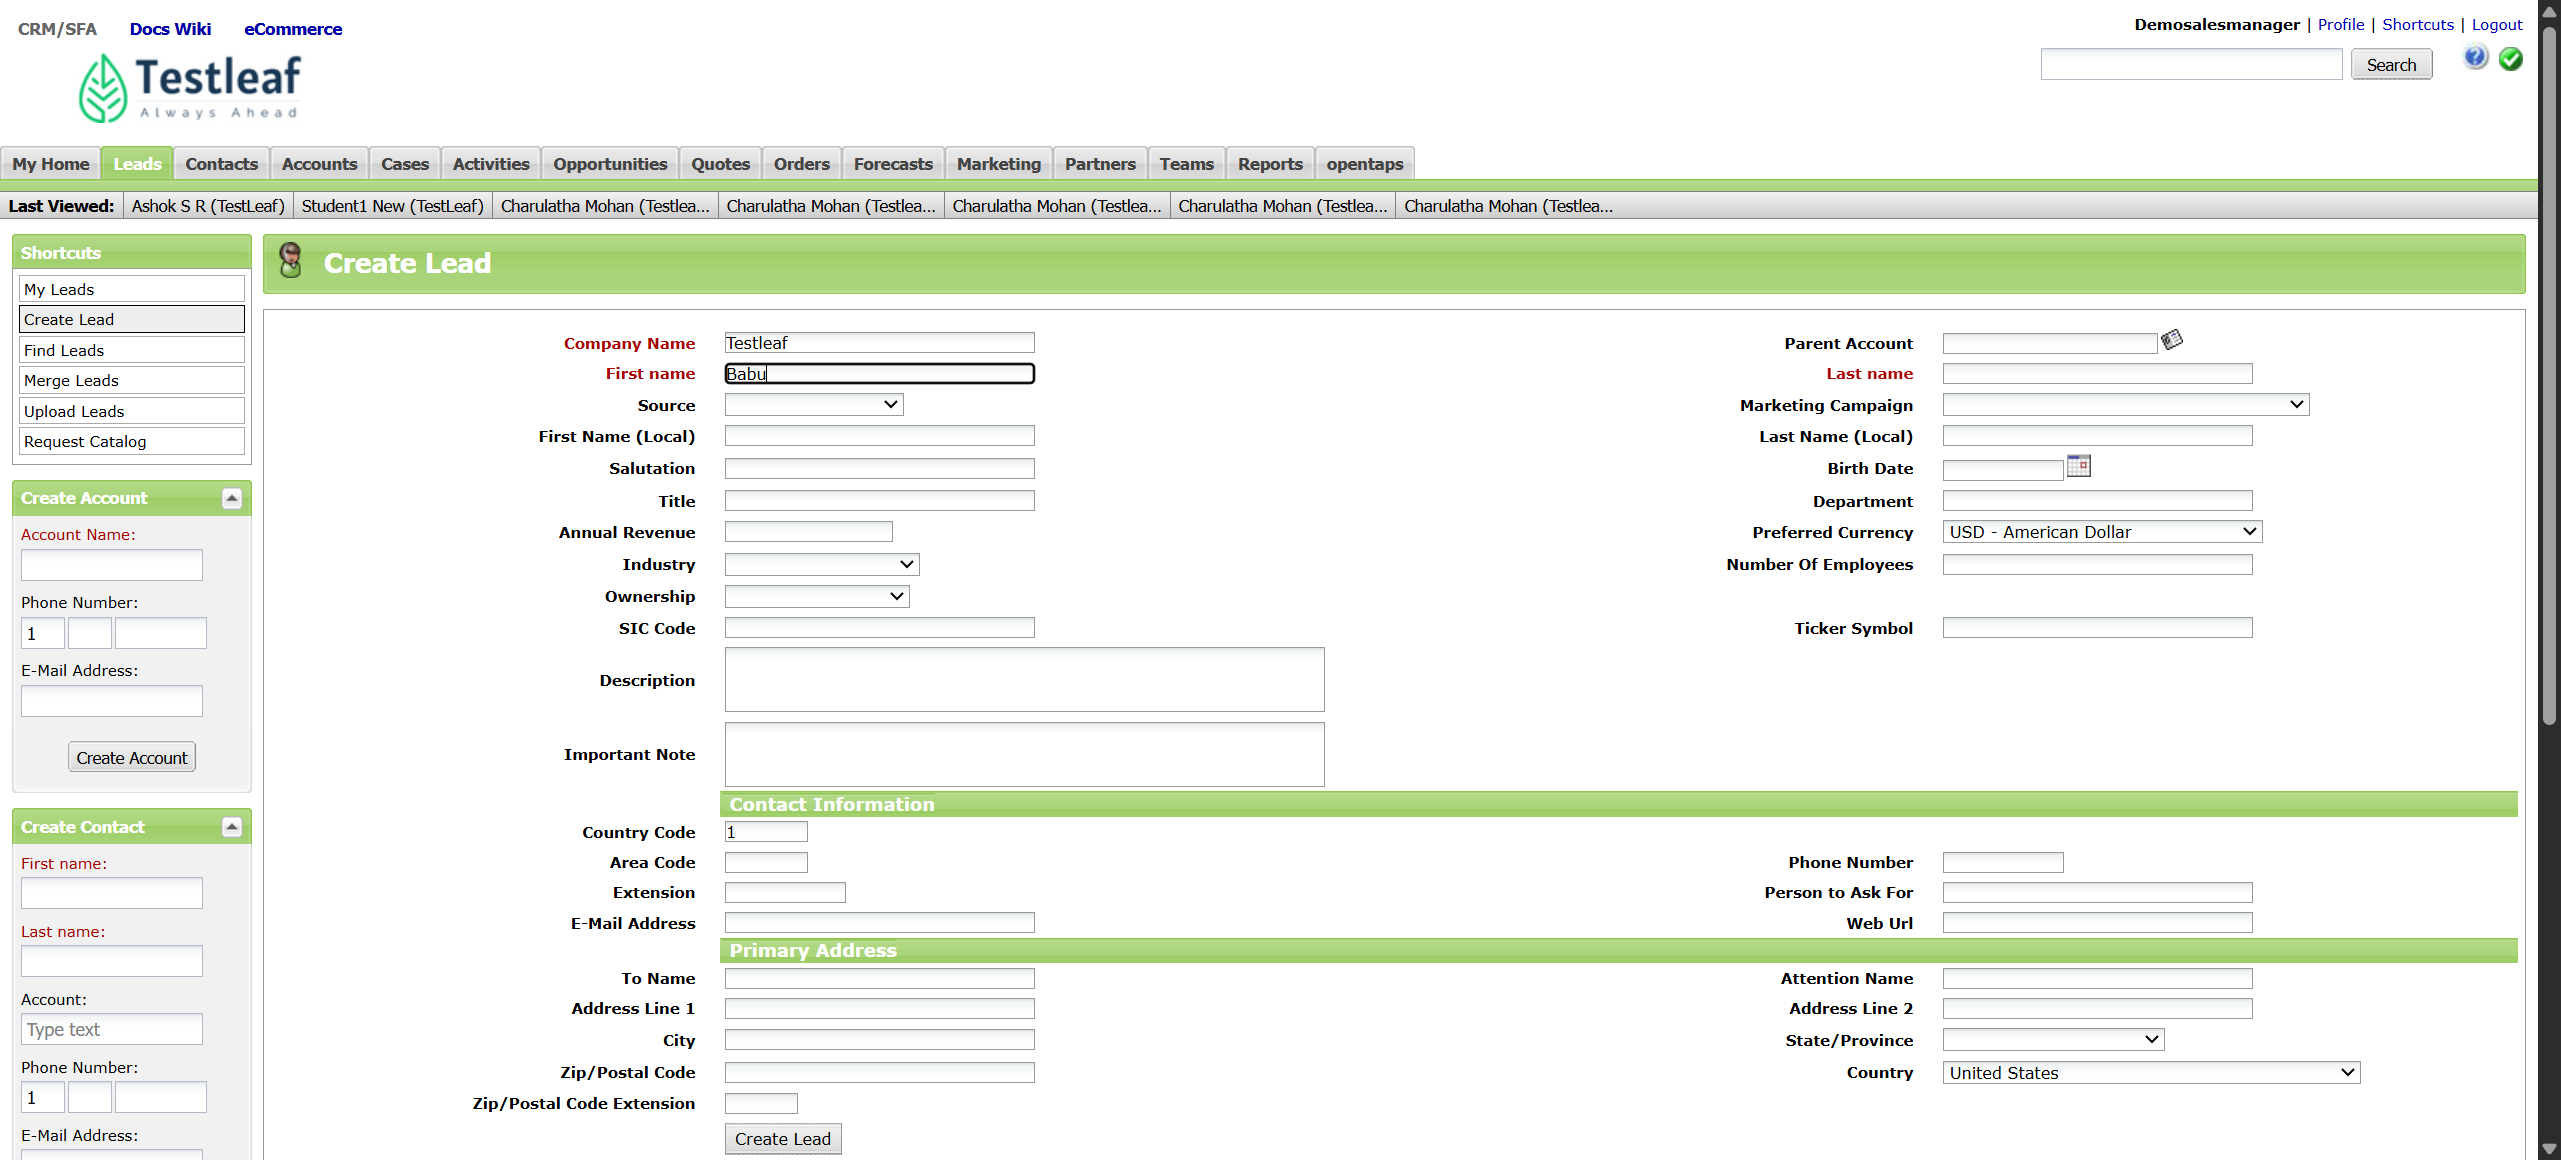 CRM/SFA Docs Wiki eCommerce
Demosalesmanager | Profile | Shortcuts | Logout
Testleaf
Always Ahead
Search
My Home Leads Contacts Accounts Cases Activities Opportunities Quotes Orders Forecasts Marketing Partners Teams Reports opentaps
Last Viewed: Ashok S R (TestLeaf) Student1 New (TestLeaf) Charulatha Mohan (Testlea... Charulatha Mohan (Testlea... Charulatha Mohan (Testlea... Charulatha Mohan (Testlea... Charulatha Mohan (Testlea...
Shortcuts
My Leads
Create Lead
Find Leads
Merge Leads
Upload Leads
Request Catalog
Create Account
Account Name:
Phone Number:
1
E-Mail Address:
Create Account
Create Contact
First name:
Last name:
Account:
Type text
Phone Number:
1
E-Mail Address:
Create Lead
Company Name Testleaf Parent Account
First name Babu Last name
Source Marketing Campaign
First Name (Local) Last Name (Local)
Salutation Birth Date
Title Department
Annual Revenue Preferred Currency USD - American Dollar
Industry Number Of Employees
Ownership
SIC Code Ticker Symbol
Description
Important Note
Contact Information
Country Code 1
Area Code Phone Number
Extension Person to Ask For
E-Mail Address Web Url
Primary Address
To Name Attention Name
Address Line 1 Address Line 2
City State/Province
Zip/Postal Code Country United States
Zip/Postal Code Extension
Create Lead